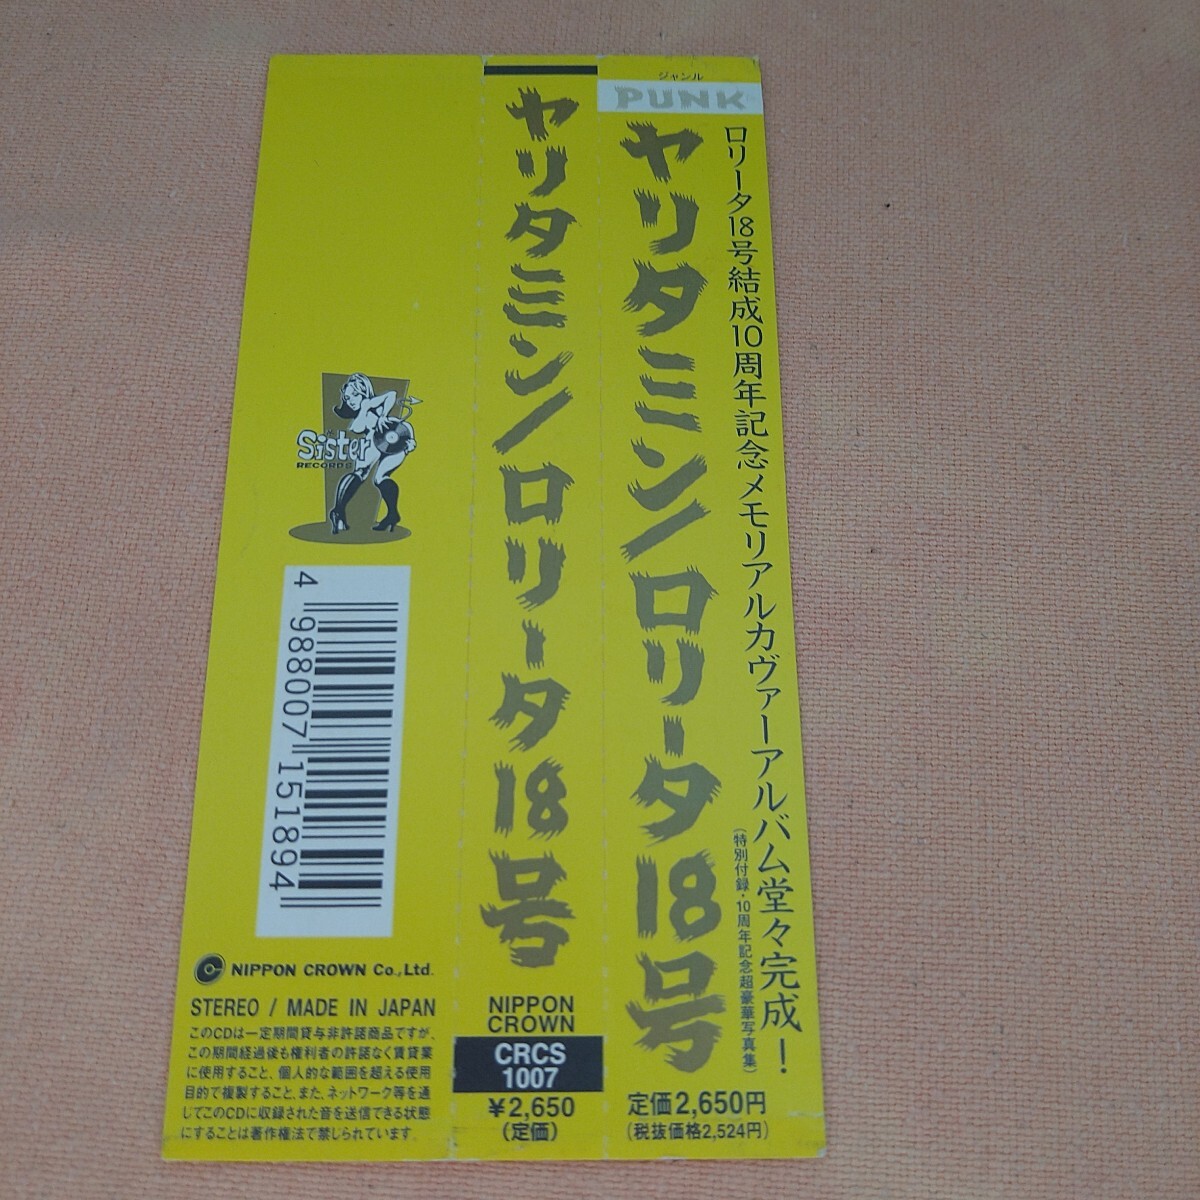 ジャンル
PUNK
ロリータ18号結成10周年記念メモリアルカヴァーアルバム堂々完成！
(特別付録・10周年記念超豪華写真集)
ヤリタミン/ロリータ18号
定価2,650円
(税抜価格2,524円)
ヤリタミン/ロリータ18号
NIPPON
CROWN
CRCS
1007
¥2,650
(定価)
Sister
RECORDS
4 988007 151894
NIPPON CROWN Co.,Ltd.
STEREO / MADE IN JAPAN
このCDは一定期間貸与非許諾商品ですが、
この期間経過後も権利者の許諾なく賃貸業
に使用すること、個人的な範囲を超える使用
目的で複製すること、また、ネットワーク等を通
じてこのCDに収録された音を送信できる状態
にすることは著作権法で禁じられています。